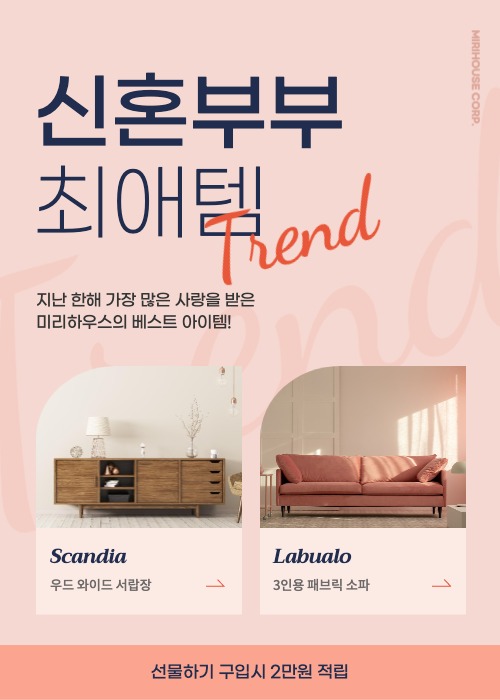 MIRIHOUSE CORP.
신혼부부
최애템
Trend
지난 한해 가장 많은 사랑을 받은
미리하우스의 베스트 아이템!
Trend
Scandia
우드 와이드 서랍장
Labualo
3인용 패브릭 소파
선물하기 구입시 2만원 적립